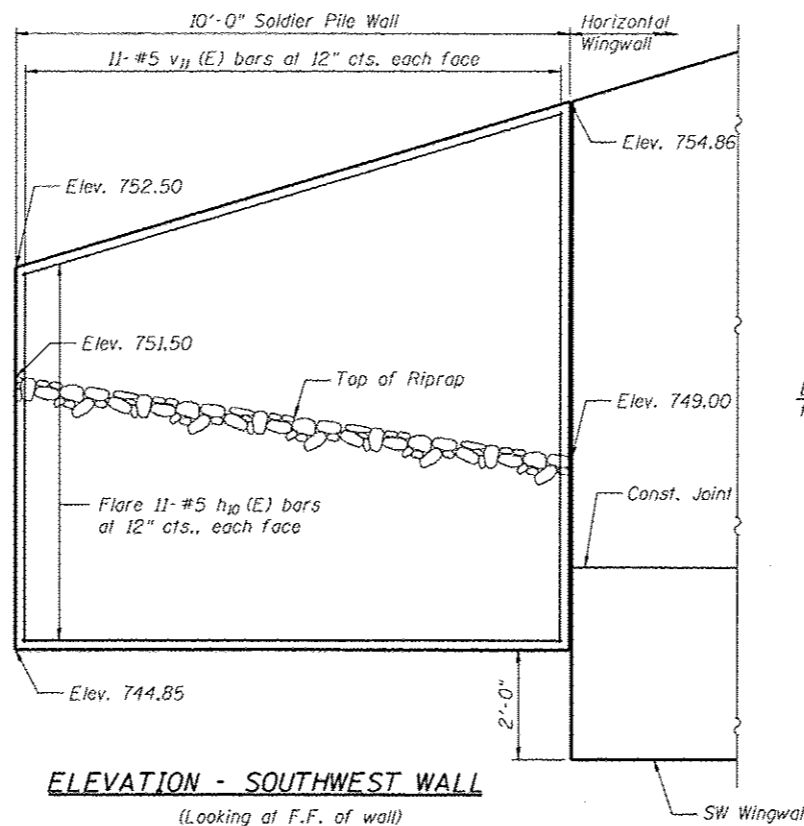 10'-0" Soldier Pile Wall
Horizontal
Wingwall
11- #5 v11 (E) bars at 12" cts. each face
Elev. 754.86
Elev. 752.50
Elev. 751.50
Top of Riprap
Elev. 749.00
Const. Joint
Flare 11- #5 h10 (E) bars
at 12" cts., each face
2'-0"
Elev. 744.85
ELEVATION - SOUTHWEST WALL
(Looking at F.F. of wall)
SW Wingwal